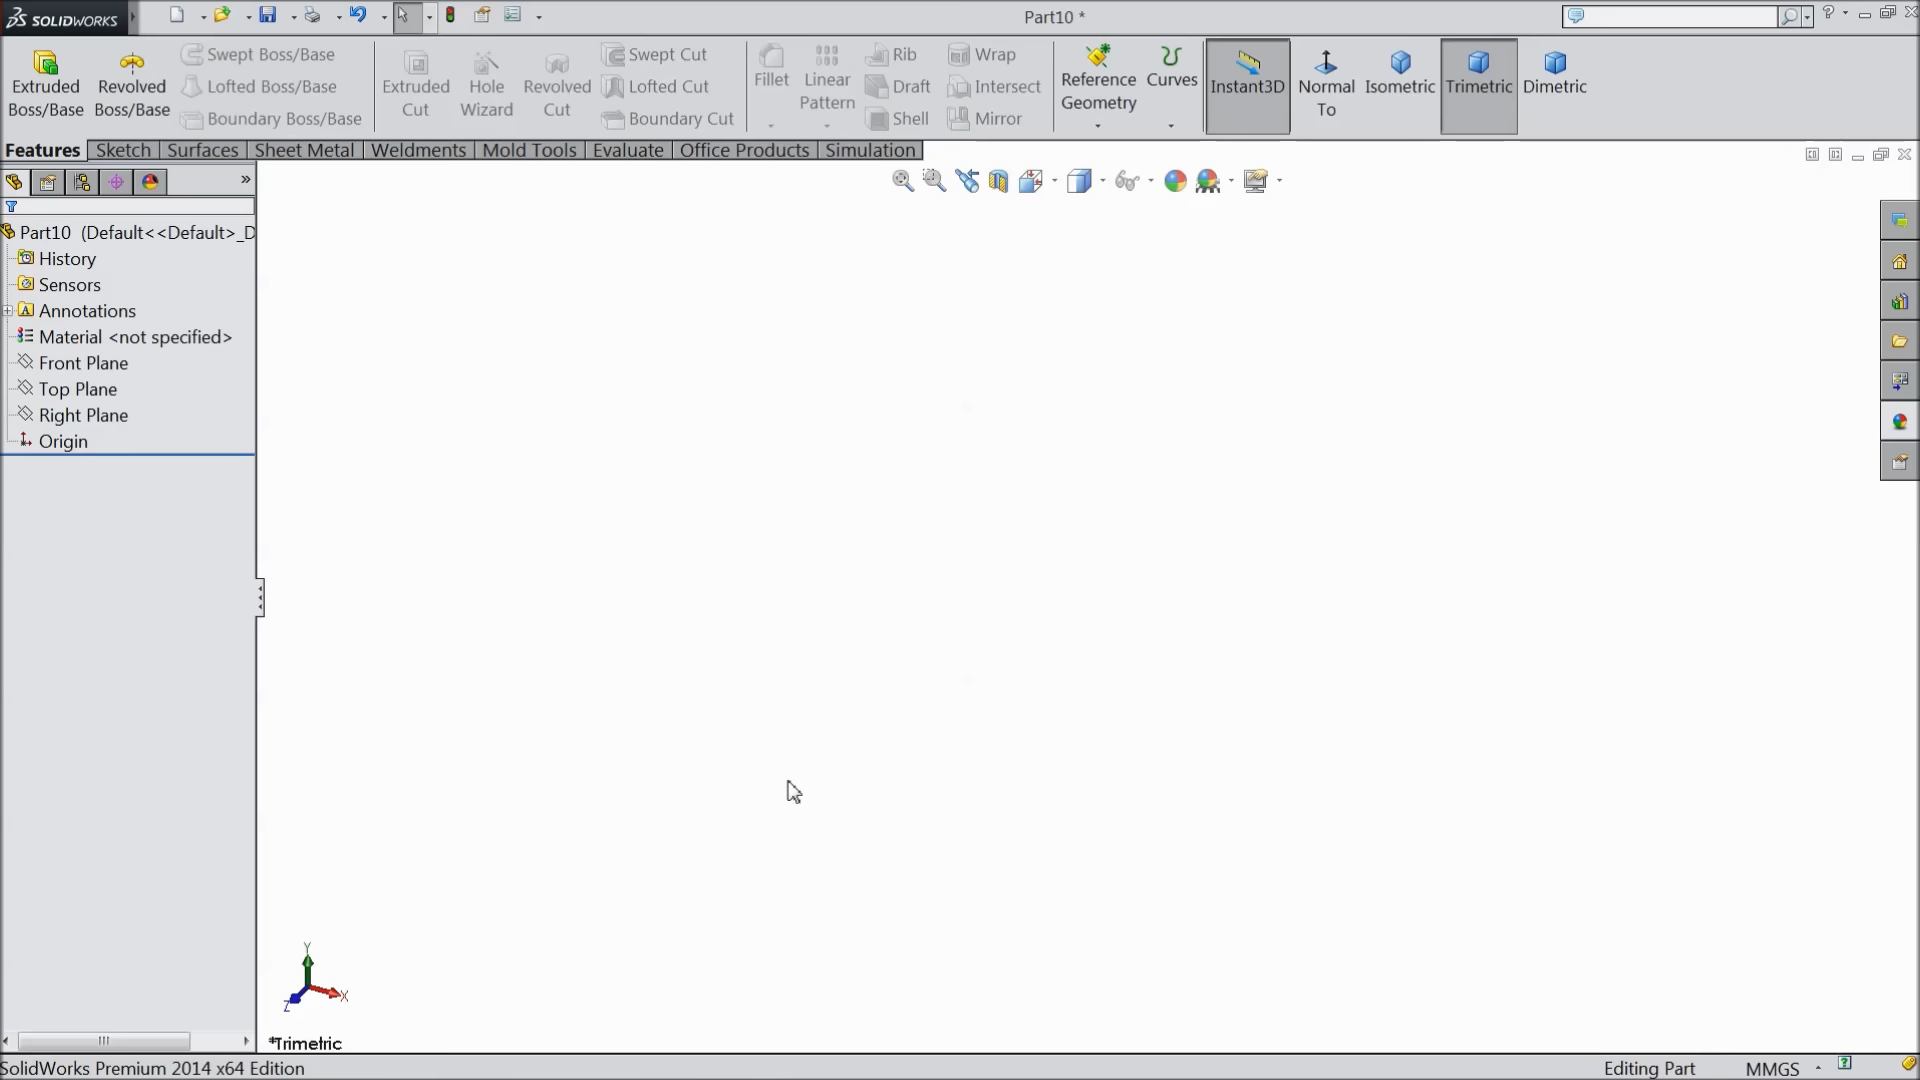 SOLIDWORKS
Part10 *
Extruded Boss/Base
Revolved Boss/Base
Swept Boss/Base
Lofted Boss/Base
Boundary Boss/Base
Extruded Cut
Hole Wizard
Revolved Cut
Swept Cut
Lofted Cut
Boundary Cut
Fillet
Linear Pattern
Rib
Draft
Shell
Wrap
Intersect
Mirror
Reference Geometry
Curves
Instant3D
Normal To
Isometric
Trimetric
Dimetric
Features
Sketch
Surfaces
Sheet Metal
Weldments
Mold Tools
Evaluate
Office Products
Simulation
Part10 (Default<<Default>_D
History
Sensors
Annotations
Material <not specified>
Front Plane
Top Plane
Right Plane
Origin
Y
X
Z
*Trimetric
SolidWorks Premium 2014 x64 Edition
Editing Part
MMGS